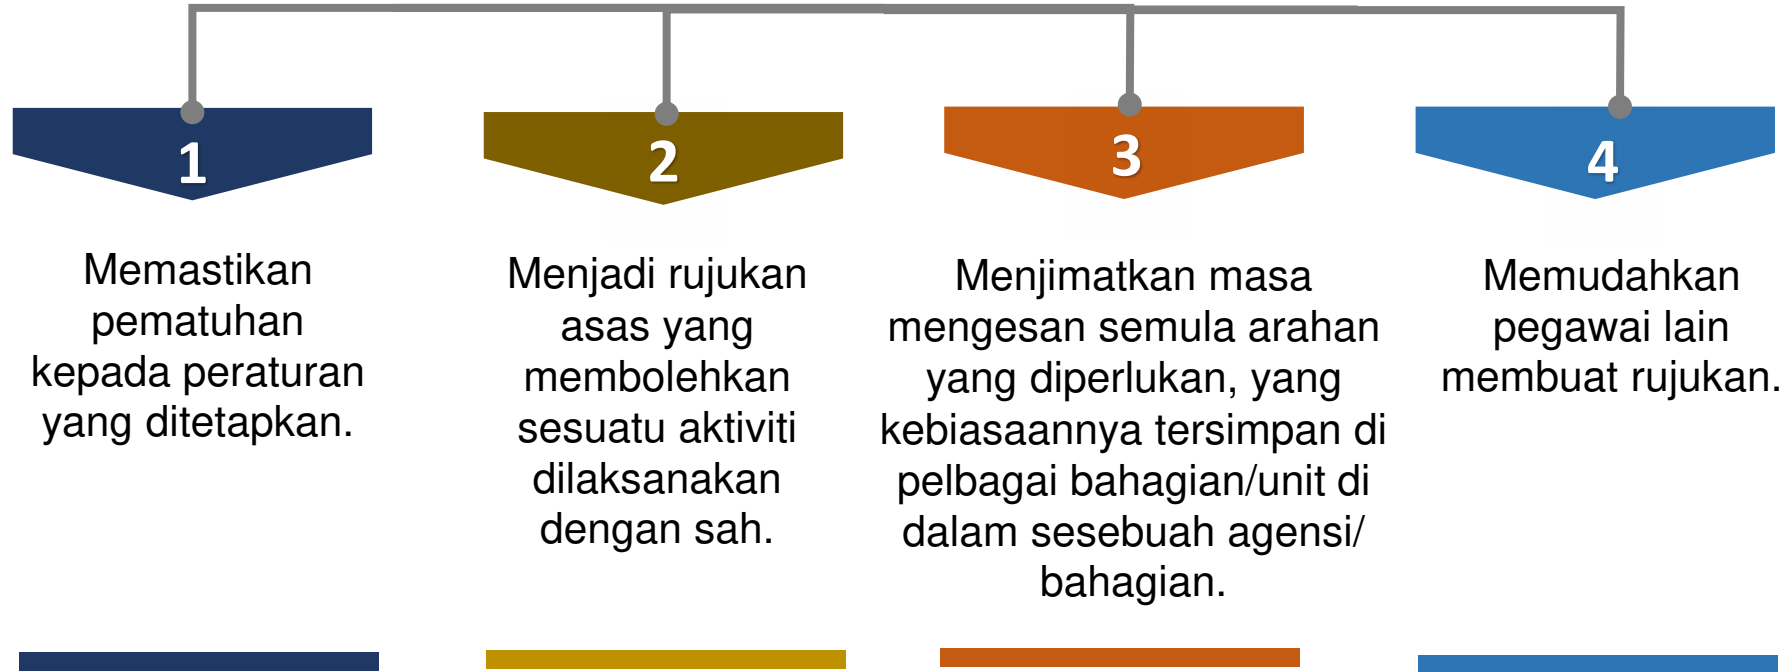 1
Memastikan
pematuhan
kepada peraturan
yang ditetapkan.
2
Menjadi rujukan
asas yang
membolehkan
sesuatu aktiviti
dilaksanakan
dengan sah.
3
Menjimatkan masa
mengesan semula arahan
yang diperlukan, yang
kebiasaannya tersimpan di
pelbagai bahagian/unit di
dalam sesebuah agensi/
bahagian.
4
Memudahkan
pegawai lain
membuat rujukan.